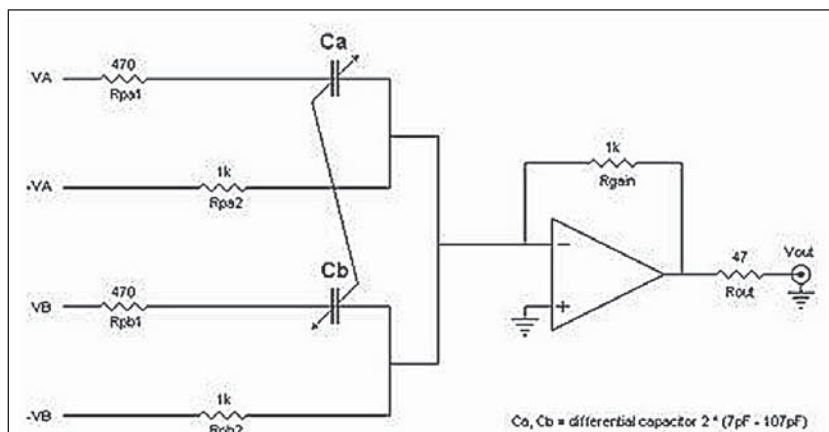 Ca
470
VA
Rpa1
1k
-VA
Rpa2
1k
Rgain
Cb
470
VB
Rpb1
−
+
47
Vout
Rout
1k
-VB
Rpb2
Ca, Cb = differential capacitor 2 * (7pF - 107pF)